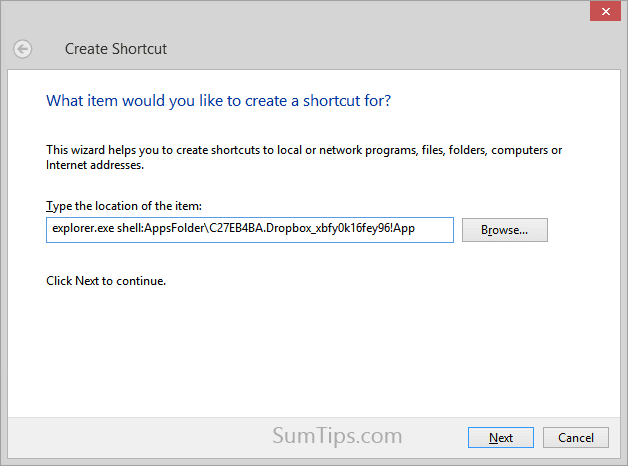 Create Shortcut
What item would you like to create a shortcut for?
This wizard helps you to create shortcuts to local or network programs, files, folders, computers or
Internet addresses.
Type the location of the item:
explorer.exe shell:AppsFolder\C27EB4BA.Dropbox_xbfy0k16fey96!App
Browse...
Click Next to continue.
SumTips.com
Next
Cancel